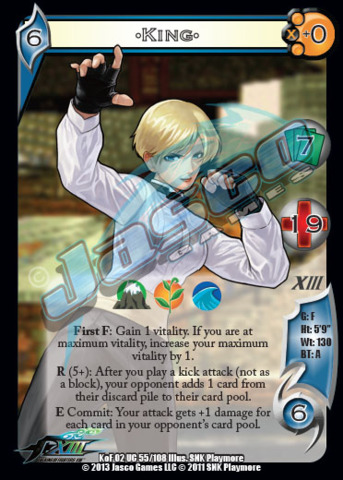 6
·KING·
X +0
7
19
Jasco
GAMES
©
XIII
G: F
Ht: 5'9"
Wt: 130
BT: A
First F: Gain 1 vitality. If you are at
maximum vitality, increase your maximum
vitality by 1.
R (5+): After you play a kick attack (not as
a block), your opponent adds 1 card from
their discard pile to their card pool.
E Commit: Your attack gets +1 damage for
each card in your opponent's card pool.
6
XIII
KoF 02 UC 55/108 Illus. SNK Playmore
© 2013 Jasco Games LLC © 2011 SNK Playmore